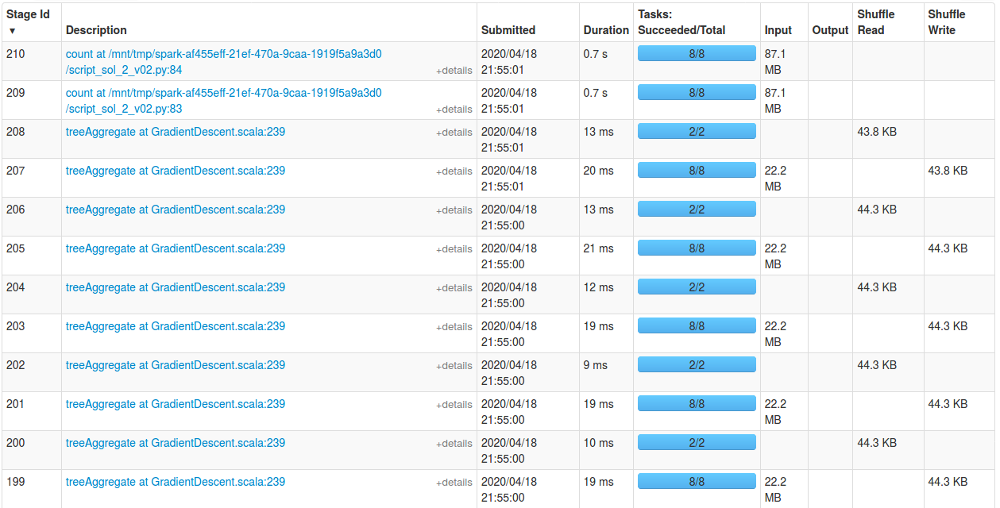 Stage Id ▾ Description Submitted Duration Tasks: Succeeded/Total Input Output Shuffle Read Shuffle Write
210 count at /mnt/tmp/spark-af455eff-21ef-470a-9caa-1919f5a9a3d0 /script_sol_2_v02.py:84 +details 2020/04/18 21:55:01 0.7 s 8/8 87.1 MB
209 count at /mnt/tmp/spark-af455eff-21ef-470a-9caa-1919f5a9a3d0 /script_sol_2_v02.py:83 +details 2020/04/18 21:55:01 0.7 s 8/8 87.1 MB
208 treeAggregate at GradientDescent.scala:239 +details 2020/04/18 21:55:01 13 ms 2/2 43.8 KB
207 treeAggregate at GradientDescent.scala:239 +details 2020/04/18 21:55:01 20 ms 8/8 22.2 MB 43.8 KB
206 treeAggregate at GradientDescent.scala:239 +details 2020/04/18 21:55:00 13 ms 2/2 44.3 KB
205 treeAggregate at GradientDescent.scala:239 +details 2020/04/18 21:55:00 21 ms 8/8 22.2 MB 44.3 KB
204 treeAggregate at GradientDescent.scala:239 +details 2020/04/18 21:55:00 12 ms 2/2 44.3 KB
203 treeAggregate at GradientDescent.scala:239 +details 2020/04/18 21:55:00 19 ms 8/8 22.2 MB 44.3 KB
202 treeAggregate at GradientDescent.scala:239 +details 2020/04/18 21:55:00 9 ms 2/2 44.3 KB
201 treeAggregate at GradientDescent.scala:239 +details 2020/04/18 21:55:00 19 ms 8/8 22.2 MB 44.3 KB
200 treeAggregate at GradientDescent.scala:239 +details 2020/04/18 21:55:00 10 ms 2/2 44.3 KB
199 treeAggregate at GradientDescent.scala:239 +details 2020/04/18 21:55:00 19 ms 8/8 22.2 MB 44.3 KB